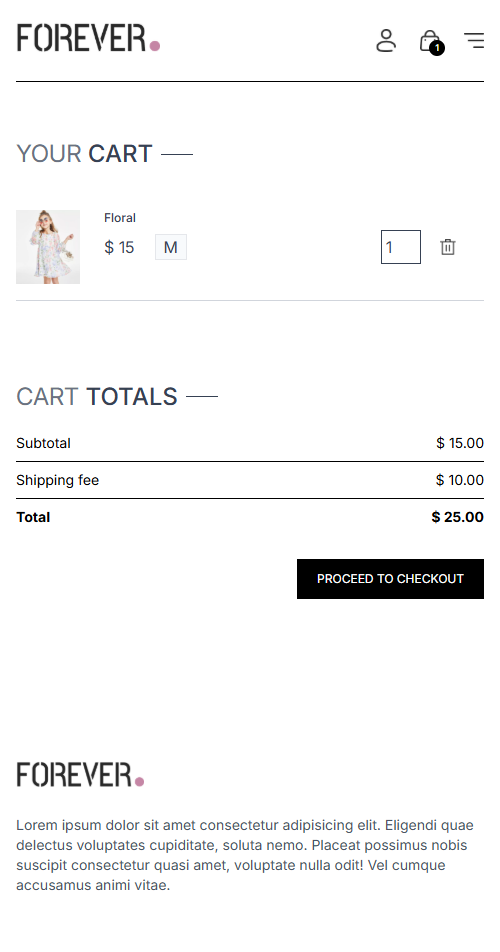 FOREVER.
1
YOUR CART
Floral
$ 15 M 1
CART TOTALS
Subtotal $ 15.00
Shipping fee $ 10.00
Total $ 25.00
PROCEED TO CHECKOUT
FOREVER.
Lorem ipsum dolor sit amet consectetur adipisicing elit. Eligendi quae
delectus voluptates cupiditate, soluta nemo. Placeat possimus nobis
suscipit consectetur quasi amet, voluptate nulla odit! Vel cumque
accusamus animi vitae.